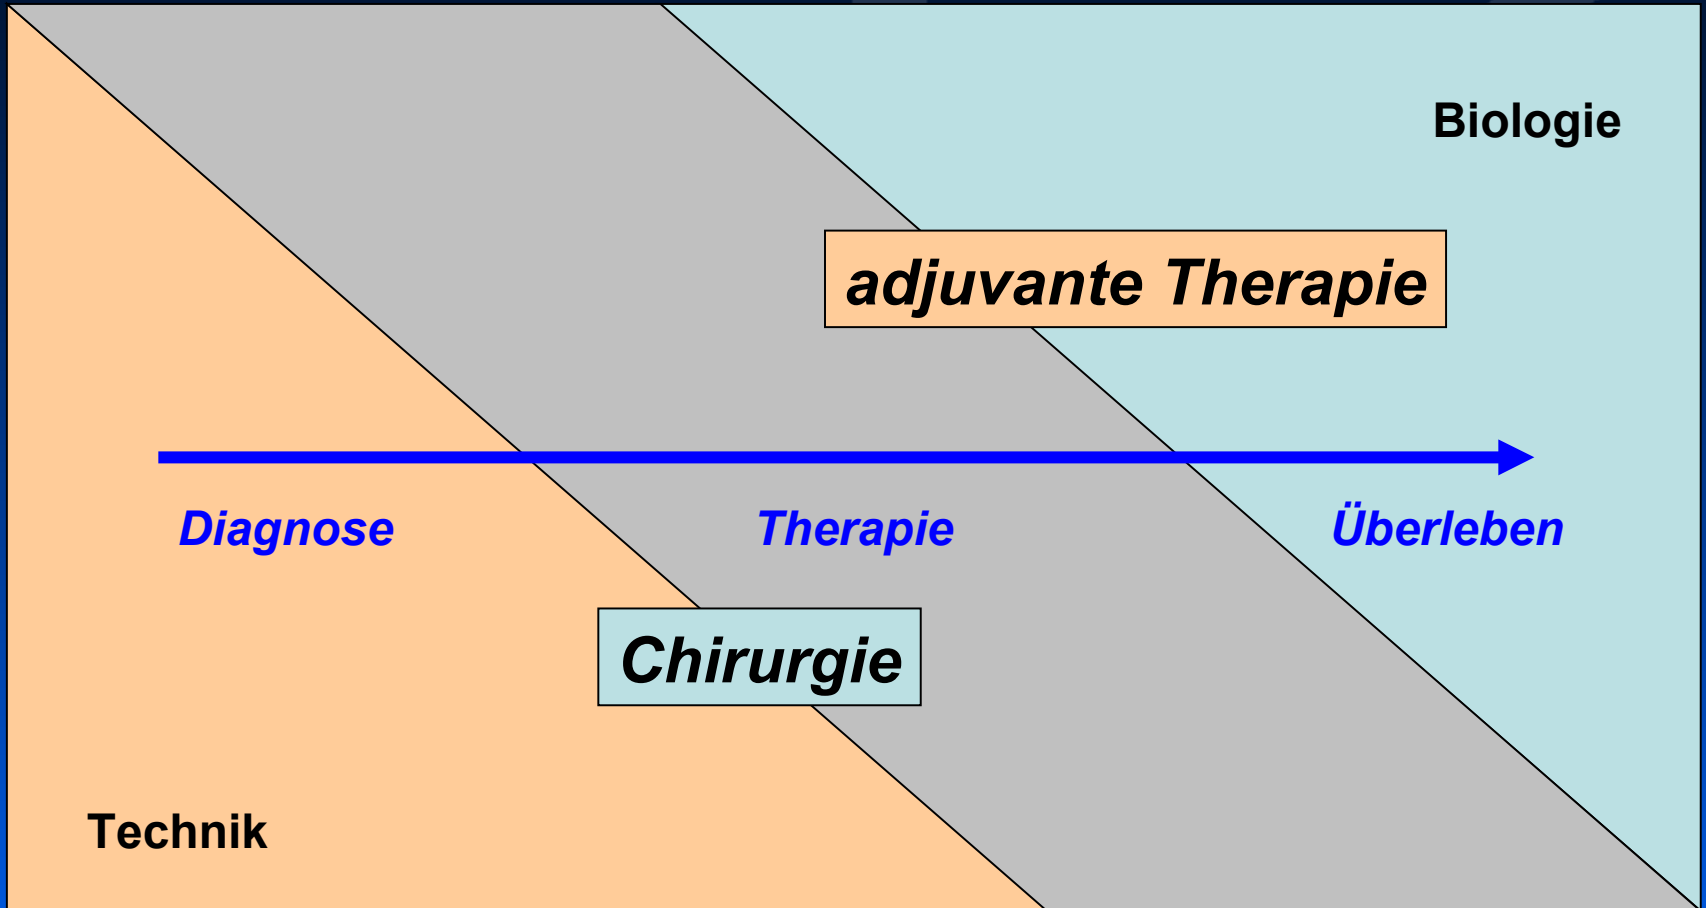 Biologie
adjuvante Therapie
Diagnose Therapie Überleben
Chirurgie
Technik